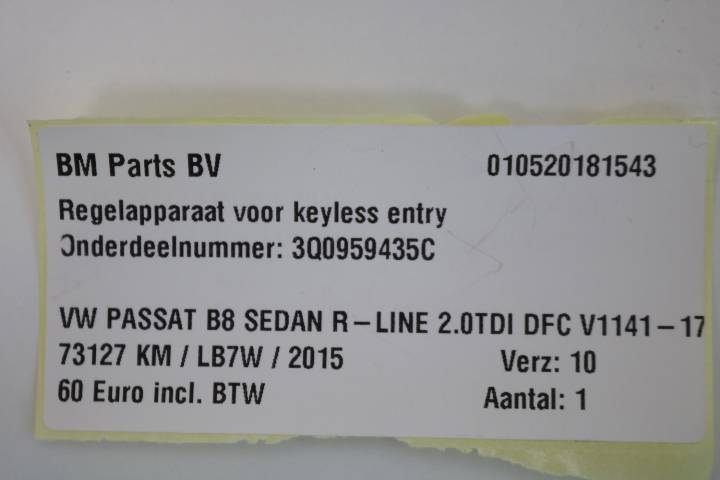 BM Parts BV 010520181543
Regelapparaat voor keyless entry
Onderdeelnummer: 3Q0959435C
VW PASSAT B8 SEDAN R-LINE 2.0TDI DFC V1141-17
73127 KM / LB7W / 2015 Verz: 10
60 Euro incl. BTW Aantal: 1